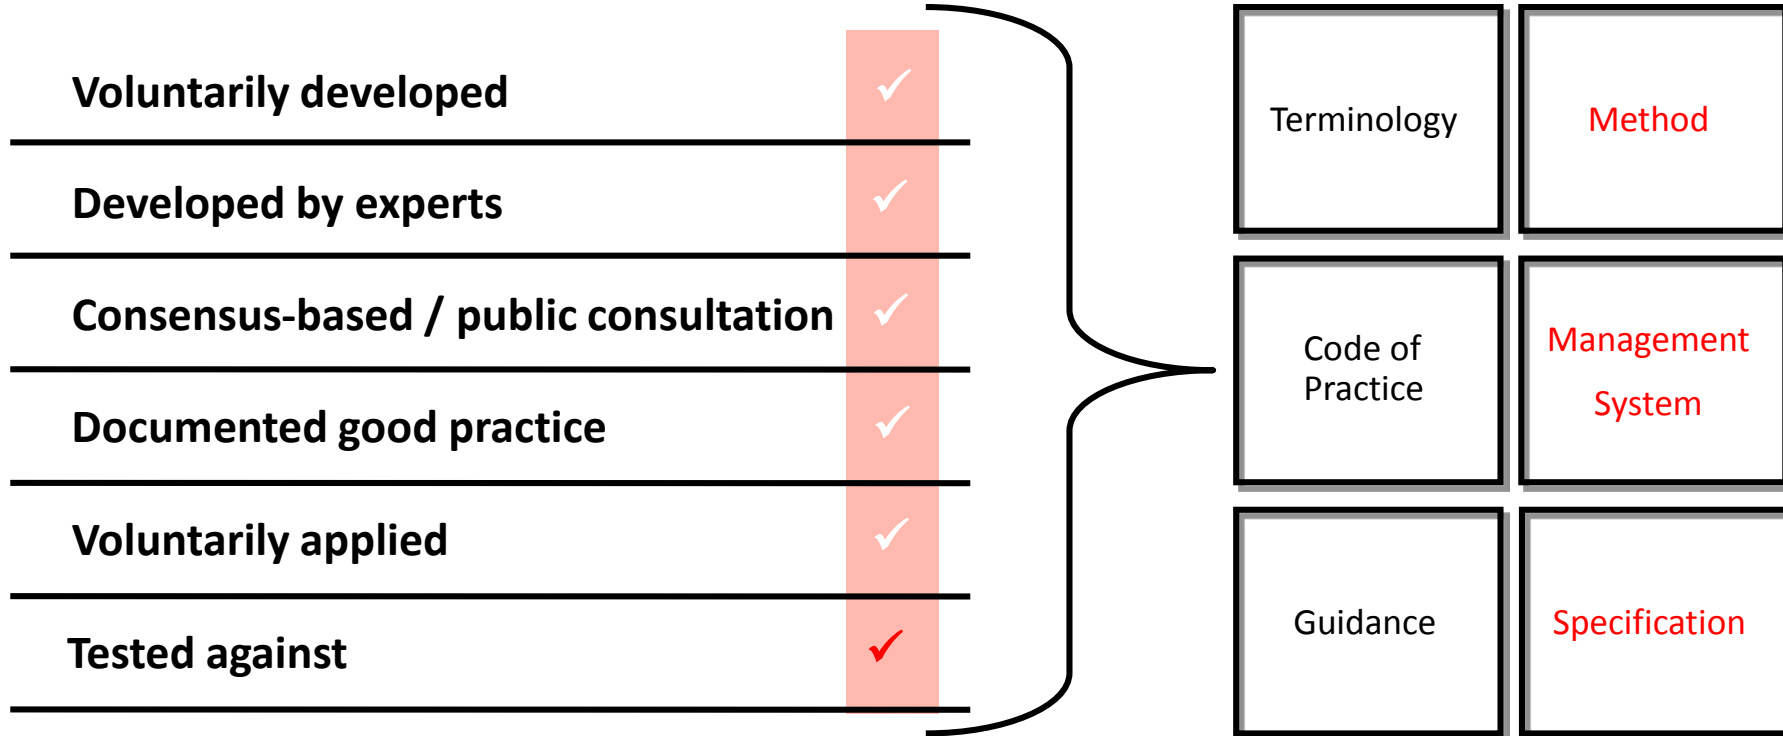 Voluntarily developed
Developed by experts
Consensus-based / public consultation
Documented good practice
Voluntarily applied
Tested against
Terminology
Method
Code of
Practice
Management
System
Guidance
Specification